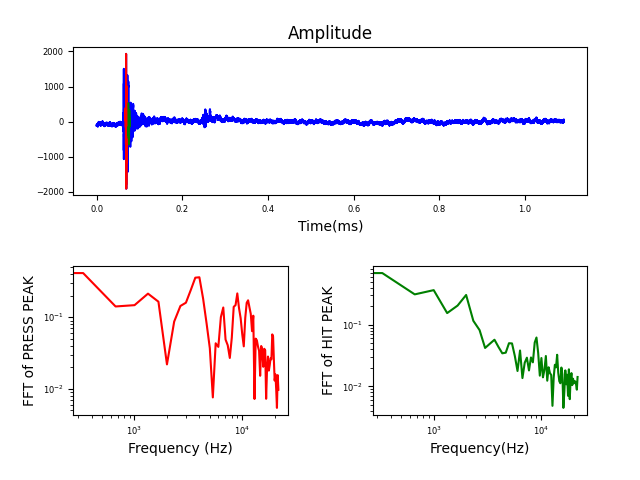 Amplitude
2000
1000
0
−1000
−2000
0.0 0.2 0.4 0.6 0.8 1.0
Time(ms)
FFT of PRESS PEAK
10⁻¹
10⁻²
10³ 10⁴
Frequency (Hz)
FFT of HIT PEAK
10⁻¹
10⁻²
10³ 10⁴
Frequency(Hz)